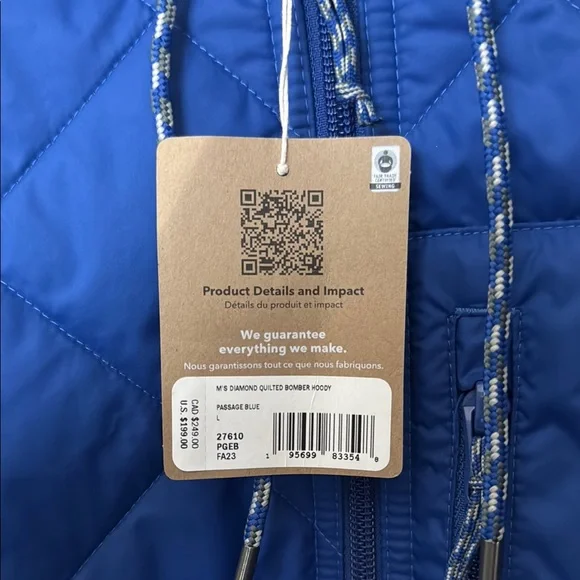 FAIR TRADE
CERTIFIED
SEWING
Product Details and Impact
Détails du produit et impact
We guarantee
everything we make.
Nous garantissons tout ce que nous fabriquons.
M'S DIAMOND QUILTED BOMBER HOODY
PASSAGE BLUE
L
27610
PGEB
FA23
CAD $249.00
U.S. $199.00
1 95699 83354 8